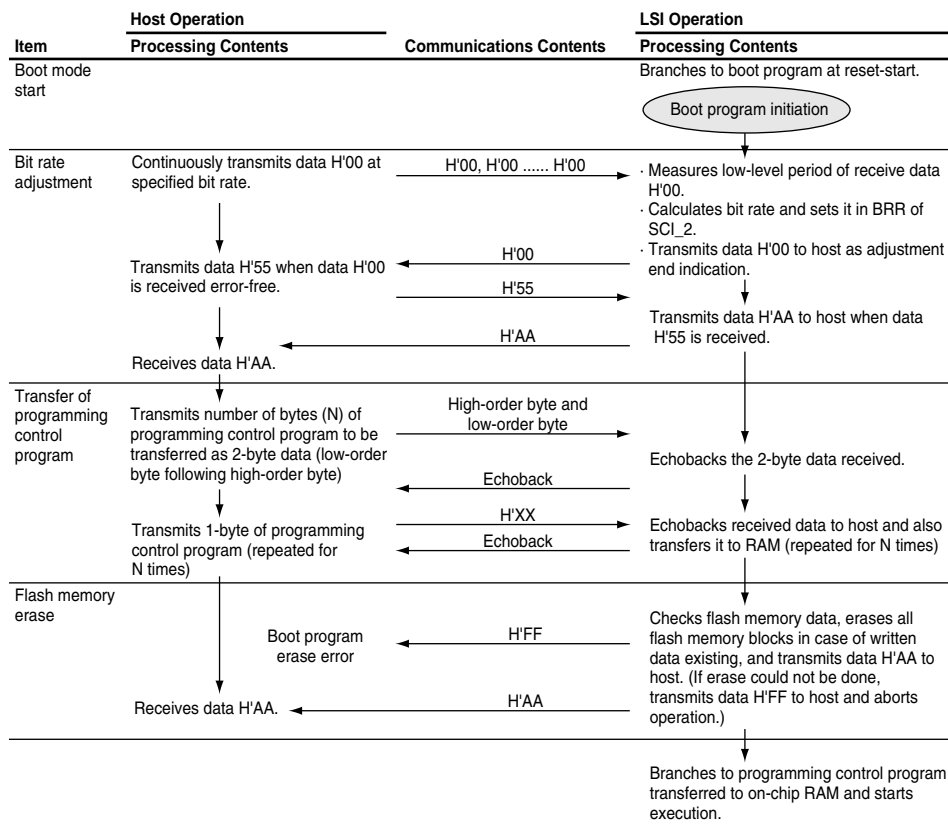 Host Operation
LSI Operation
Item
Processing Contents
Communications Contents
Processing Contents
Boot mode
start
Branches to boot program at reset-start.
Boot program initiation
Bit rate
adjustment
Continuously transmits data H'00 at
specified bit rate.
H'00, H'00 ...... H'00
· Measures low-level period of receive data
H'00.
· Calculates bit rate and sets it in BRR of
SCI_2.
· Transmits data H'00 to host as adjustment
end indication.
H'00
Transmits data H'55 when data H'00
is received error-free.
H'55
Transmits data H'AA to host when data
H'55 is received.
H'AA
Receives data H'AA.
Transfer of
programming
control
program
Transmits number of bytes (N) of
programming control program to be
transferred as 2-byte data (low-order
byte following high-order byte)
High-order byte and
low-order byte
Echobacks the 2-byte data received.
Echoback
Transmits 1-byte of programming
control program (repeated for
N times)
H'XX
Echoback
Echobacks received data to host and also
transfers it to RAM (repeated for N times)
Flash memory
erase
Boot program
erase error
H'FF
Checks flash memory data, erases all
flash memory blocks in case of written
data existing, and transmits data H'AA to
host. (If erase could not be done,
transmits data H'FF to host and aborts
operation.)
Receives data H'AA.
H'AA
Branches to programming control program
transferred to on-chip RAM and starts
execution.